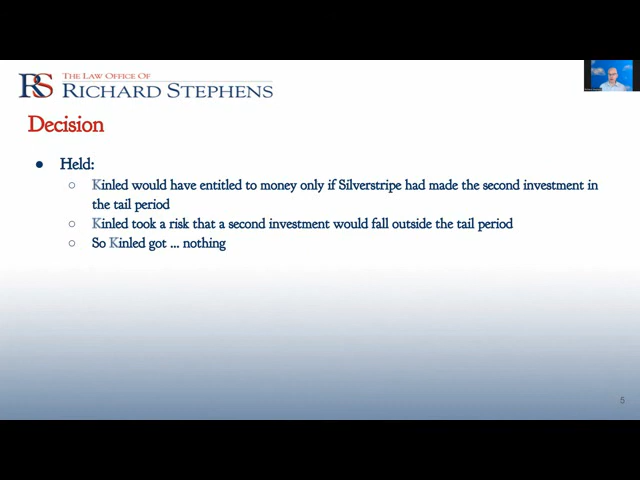 RS THE LAW OFFICE OF
RICHARD STEPHENS
Decision
● Held:
○ Kinled would have entitled to money only if Silverstripe had made the second investment in
the tail period
○ Kinled took a risk that a second investment would fall outside the tail period
○ So Kinled got ... nothing
5